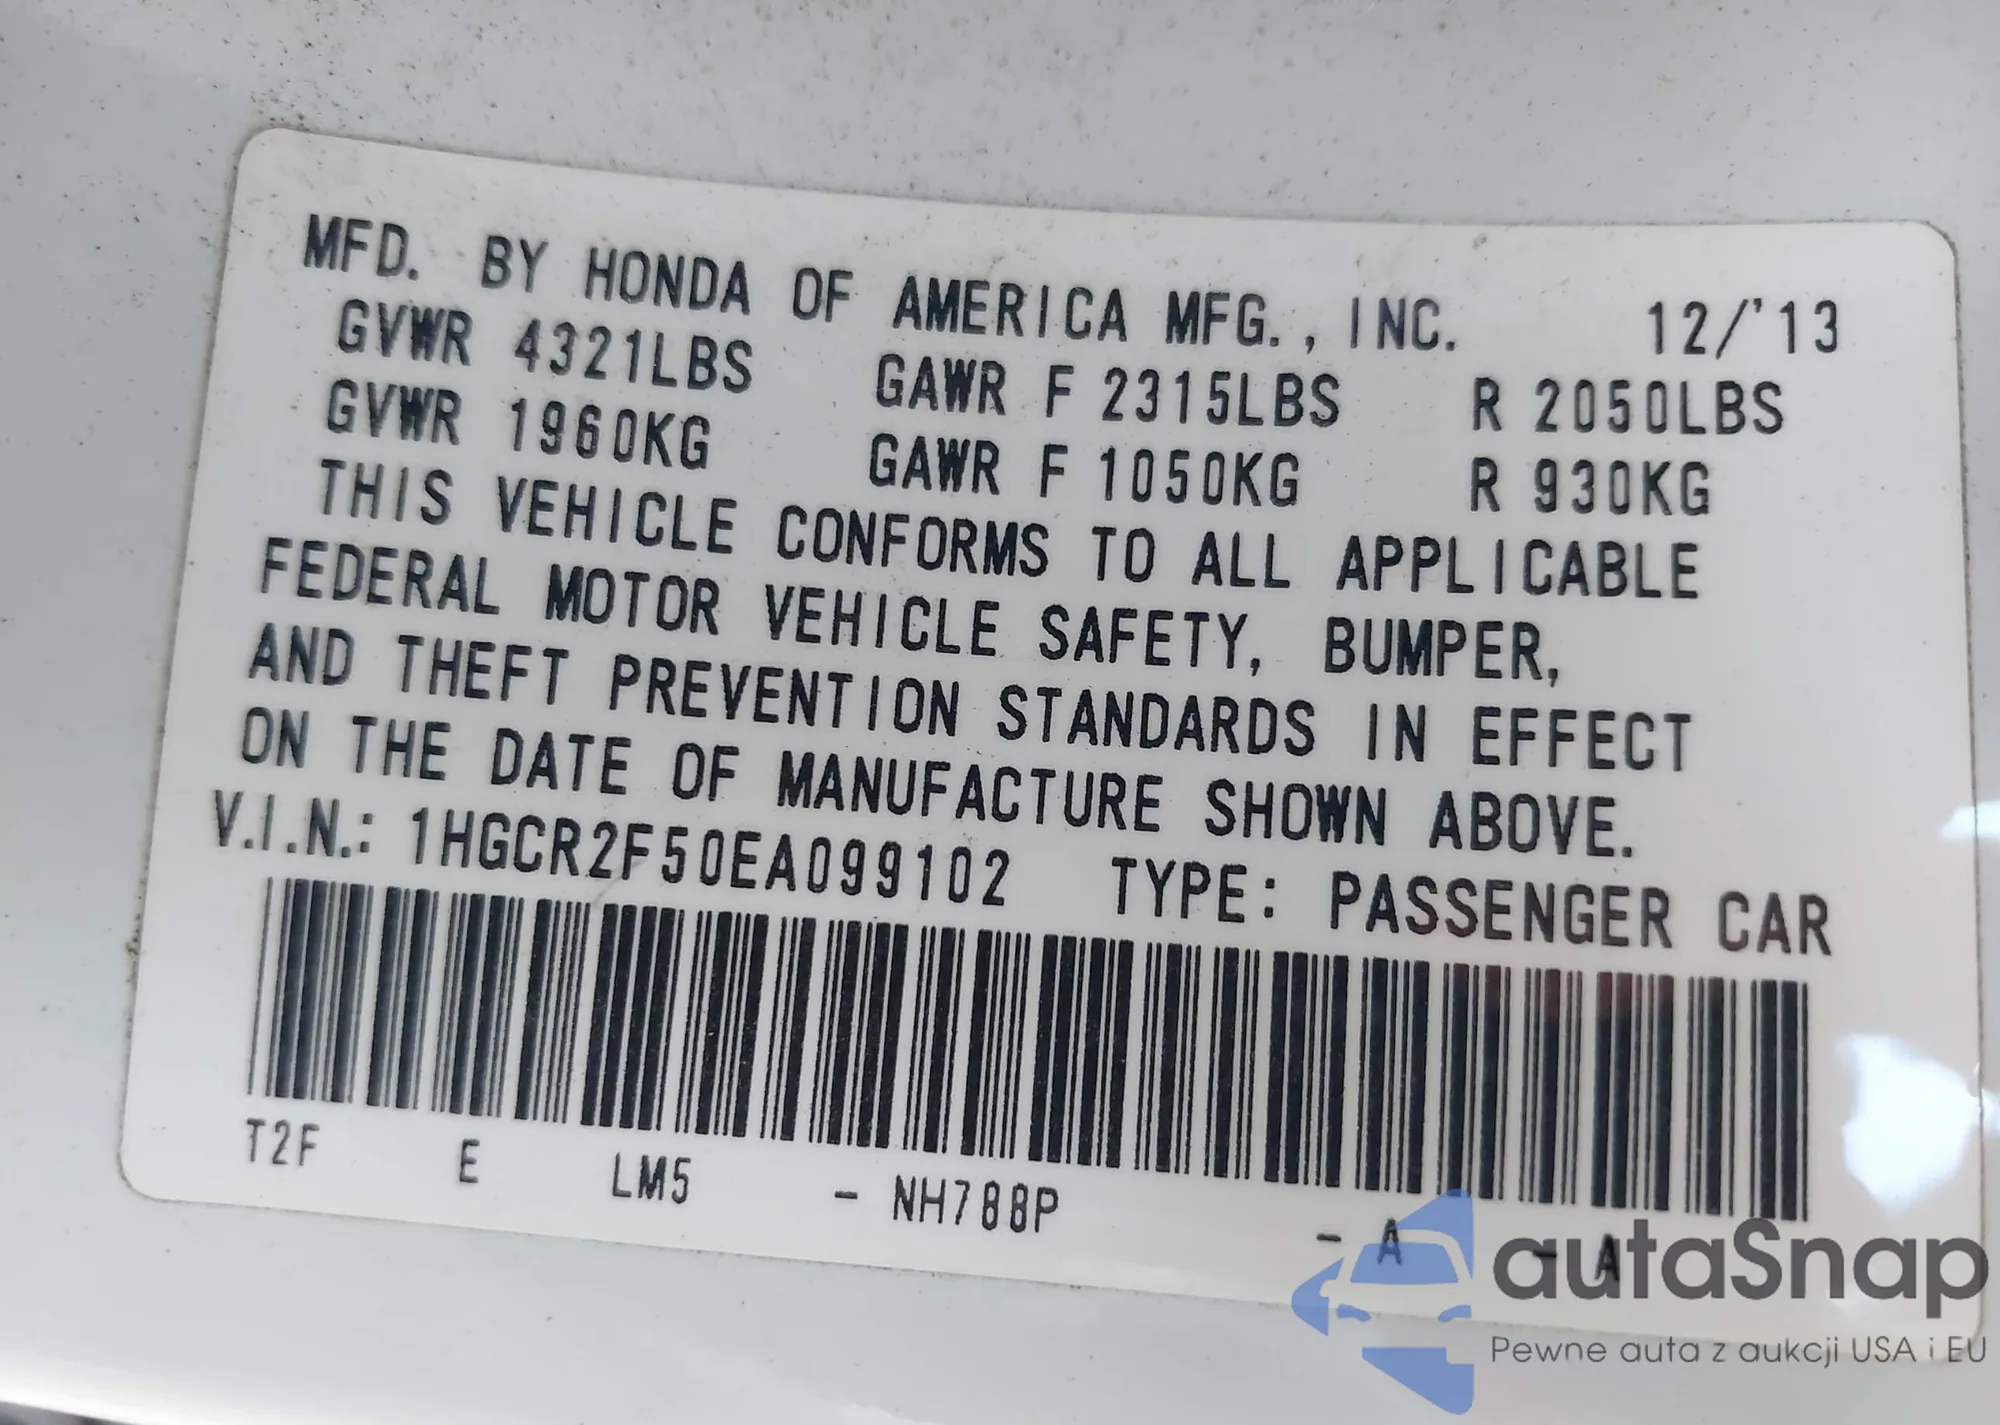 MFD. BY HONDA OF AMERICA MFG., INC. 12/'13
GVWR 4321LBS GAWR F 2315LBS R 2050LBS
GVWR 1960KG GAWR F 1050KG R 930KG
THIS VEHICLE CONFORMS TO ALL APPLICABLE
FEDERAL MOTOR VEHICLE SAFETY, BUMPER,
AND THEFT PREVENTION STANDARDS IN EFFECT
ON THE DATE OF MANUFACTURE SHOWN ABOVE.
V.I.N.: 1HGCR2F50EA099102 TYPE: PASSENGER CAR
T2F E LM5 - NH788P - A - A
autaSnap
Pewne auta z aukcji USA i EU